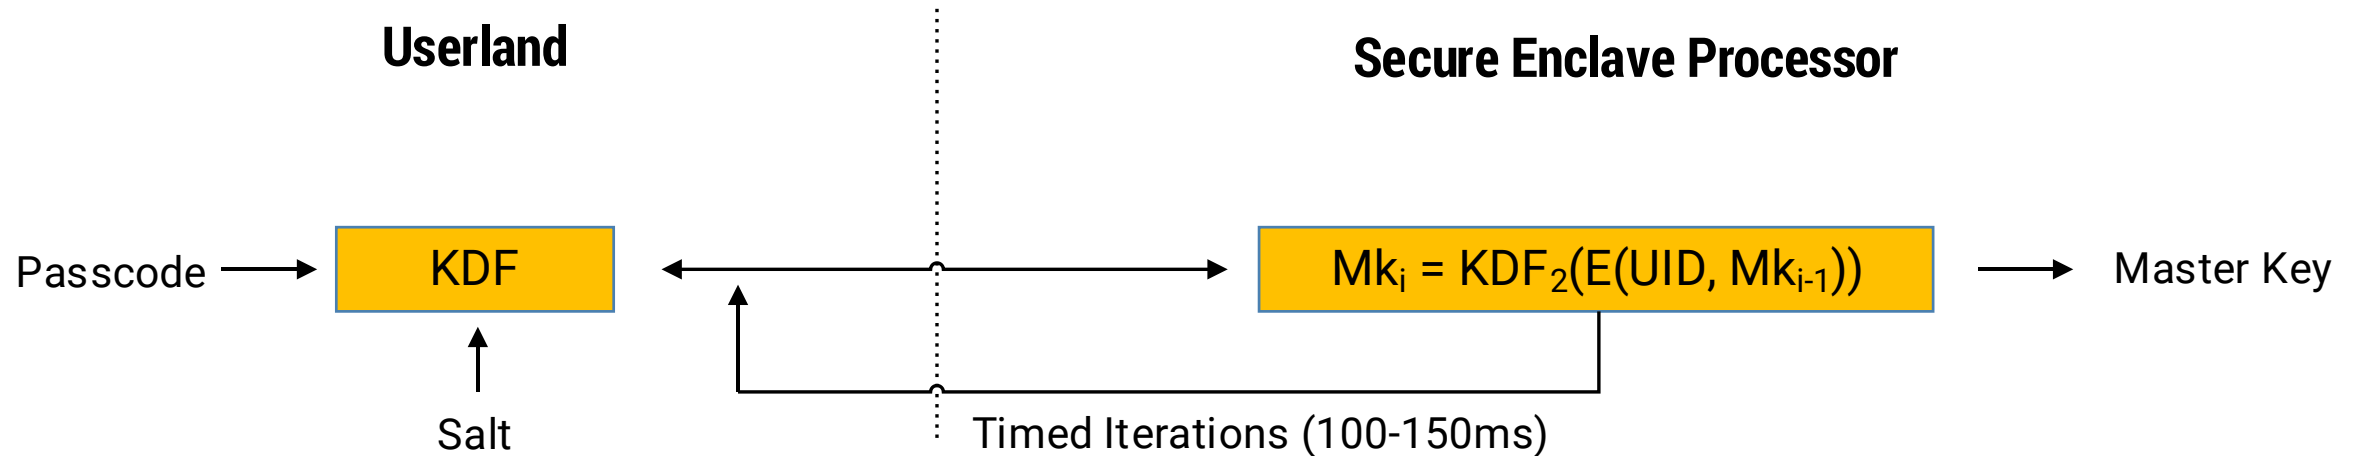 Userland
Secure Enclave Processor
Passcode
KDF
Mkᵢ = KDF₂(E(UID, Mkᵢ₋₁))
Master Key
Salt
Timed Iterations (100-150ms)